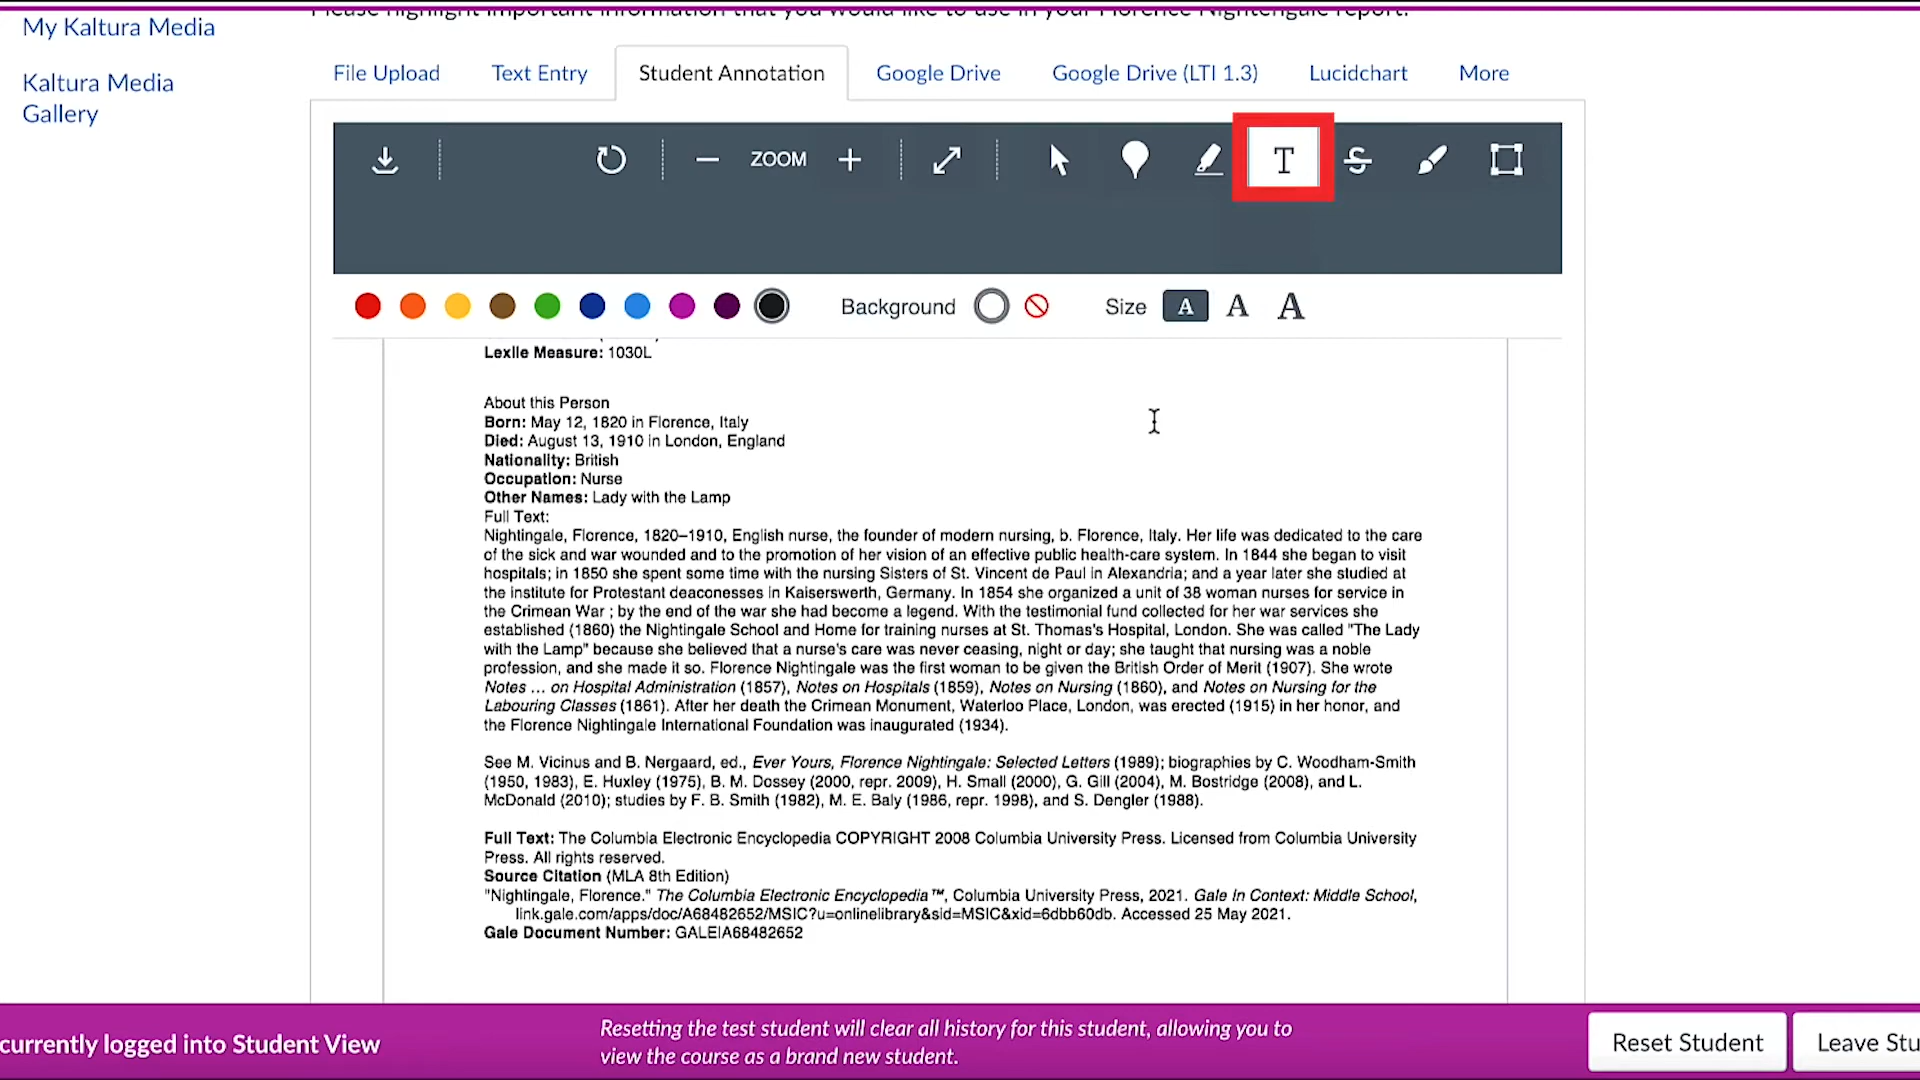 Please highlight important information that you would like to use in your Florence Nightengale report.
My Kaltura Media
Kaltura Media
Gallery
File Upload
Text Entry
Student Annotation
Google Drive
Google Drive (LTI 1.3)
Lucidchart
More
ZOOM
T
S
Background
Size
A
A
A
Lexile Measure: 1030L
About this Person
Born: May 12, 1820 in Florence, Italy
Died: August 13, 1910 in London, England
Nationality: British
Occupation: Nurse
Other Names: Lady with the Lamp
Full Text:
Nightingale, Florence, 1820–1910, English nurse, the founder of modern nursing, b. Florence, Italy. Her life was dedicated to the care
of the sick and war wounded and to the promotion of her vision of an effective public health-care system. In 1844 she began to visit
hospitals; in 1850 she spent some time with the nursing Sisters of St. Vincent de Paul in Alexandria; and a year later she studied at
the institute for Protestant deaconesses in Kaiserswerth, Germany. In 1854 she organized a unit of 38 woman nurses for service in
the Crimean War ; by the end of the war she had become a legend. With the testimonial fund collected for her war services she
established (1860) the Nightingale School and Home for training nurses at St. Thomas's Hospital, London. She was called "The Lady
with the Lamp" because she believed that a nurse's care was never ceasing, night or day; she taught that nursing was a noble
profession, and she made it so. Florence Nightingale was the first woman to be given the British Order of Merit (1907). She wrote
Notes … on Hospital Administration (1857), Notes on Hospitals (1859), Notes on Nursing (1860), and Notes on Nursing for the
Labouring Classes (1861). After her death the Crimean Monument, Waterloo Place, London, was erected (1915) in her honor, and
the Florence Nightingale International Foundation was inaugurated (1934).
See M. Vicinus and B. Nergaard, ed., Ever Yours, Florence Nightingale: Selected Letters (1989); biographies by C. Woodham-Smith
(1950, 1983), E. Huxley (1975), B. M. Dossey (2000, repr. 2009), H. Small (2000), G. Gill (2004), M. Bostridge (2008), and L.
McDonald (2010); studies by F. B. Smith (1982), M. E. Baly (1986, repr. 1998), and S. Dengler (1988).
Full Text: The Columbia Electronic Encyclopedia COPYRIGHT 2008 Columbia University Press. Licensed from Columbia University
Press. All rights reserved.
Source Citation (MLA 8th Edition)
"Nightingale, Florence." The Columbia Electronic Encyclopedia™, Columbia University Press, 2021. Gale In Context: Middle School,
link.gale.com/apps/doc/A68482652/MSIC?u=onlinelibrary&sid=MSIC&xid=6dbb60db. Accessed 25 May 2021.
Gale Document Number: GALE|A68482652
currently logged into Student View
Resetting the test student will clear all history for this student, allowing you to
view the course as a brand new student.
Reset Student
Leave Stu